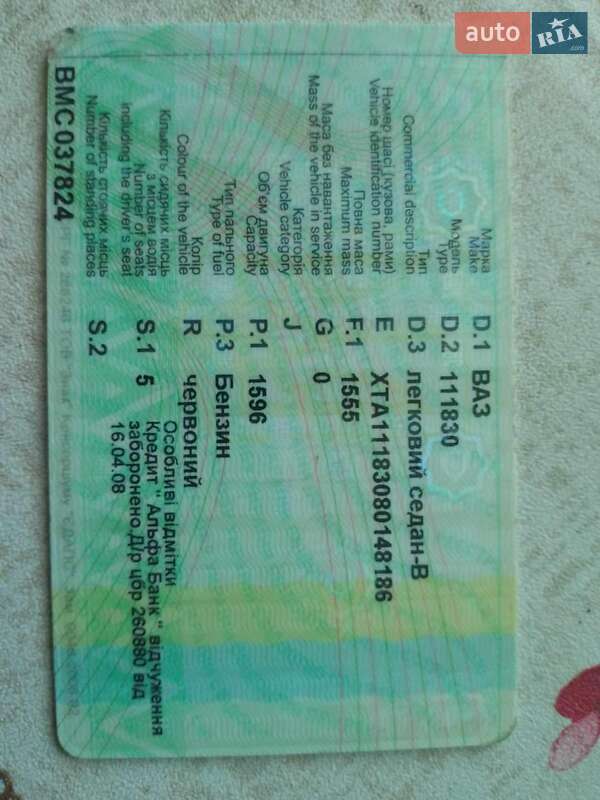 auto RIA .com
Марка
Make D.1 ВАЗ
Модель
Type D.2 111830
Тип
Commercial description D.3 легковий седан-В
Номер шасі (кузова, рами)
Vehicle identification number E XTA11183080148186
Повна маса
Maximum mass F.1 1555
Маса без навантаження
Mass of the vehicle in service G 0
Категорія
Vehicle category J
Об'єм двигуна
Capacity P.1 1596
Тип пального
Type of fuel P.3 Бензин
Колір
Colour of the vehicle R червоний
Кількість сидячих місць
з місцем водія
Number of seats
including the driver's seat S.1 5
Кількість стоячих місць
Number of standing places S.2
Особливі відмітки
Кредит "Альфа Банк" відчуження
заборонено Д/р цбр 260880 від
16.04.08
ВМС037824